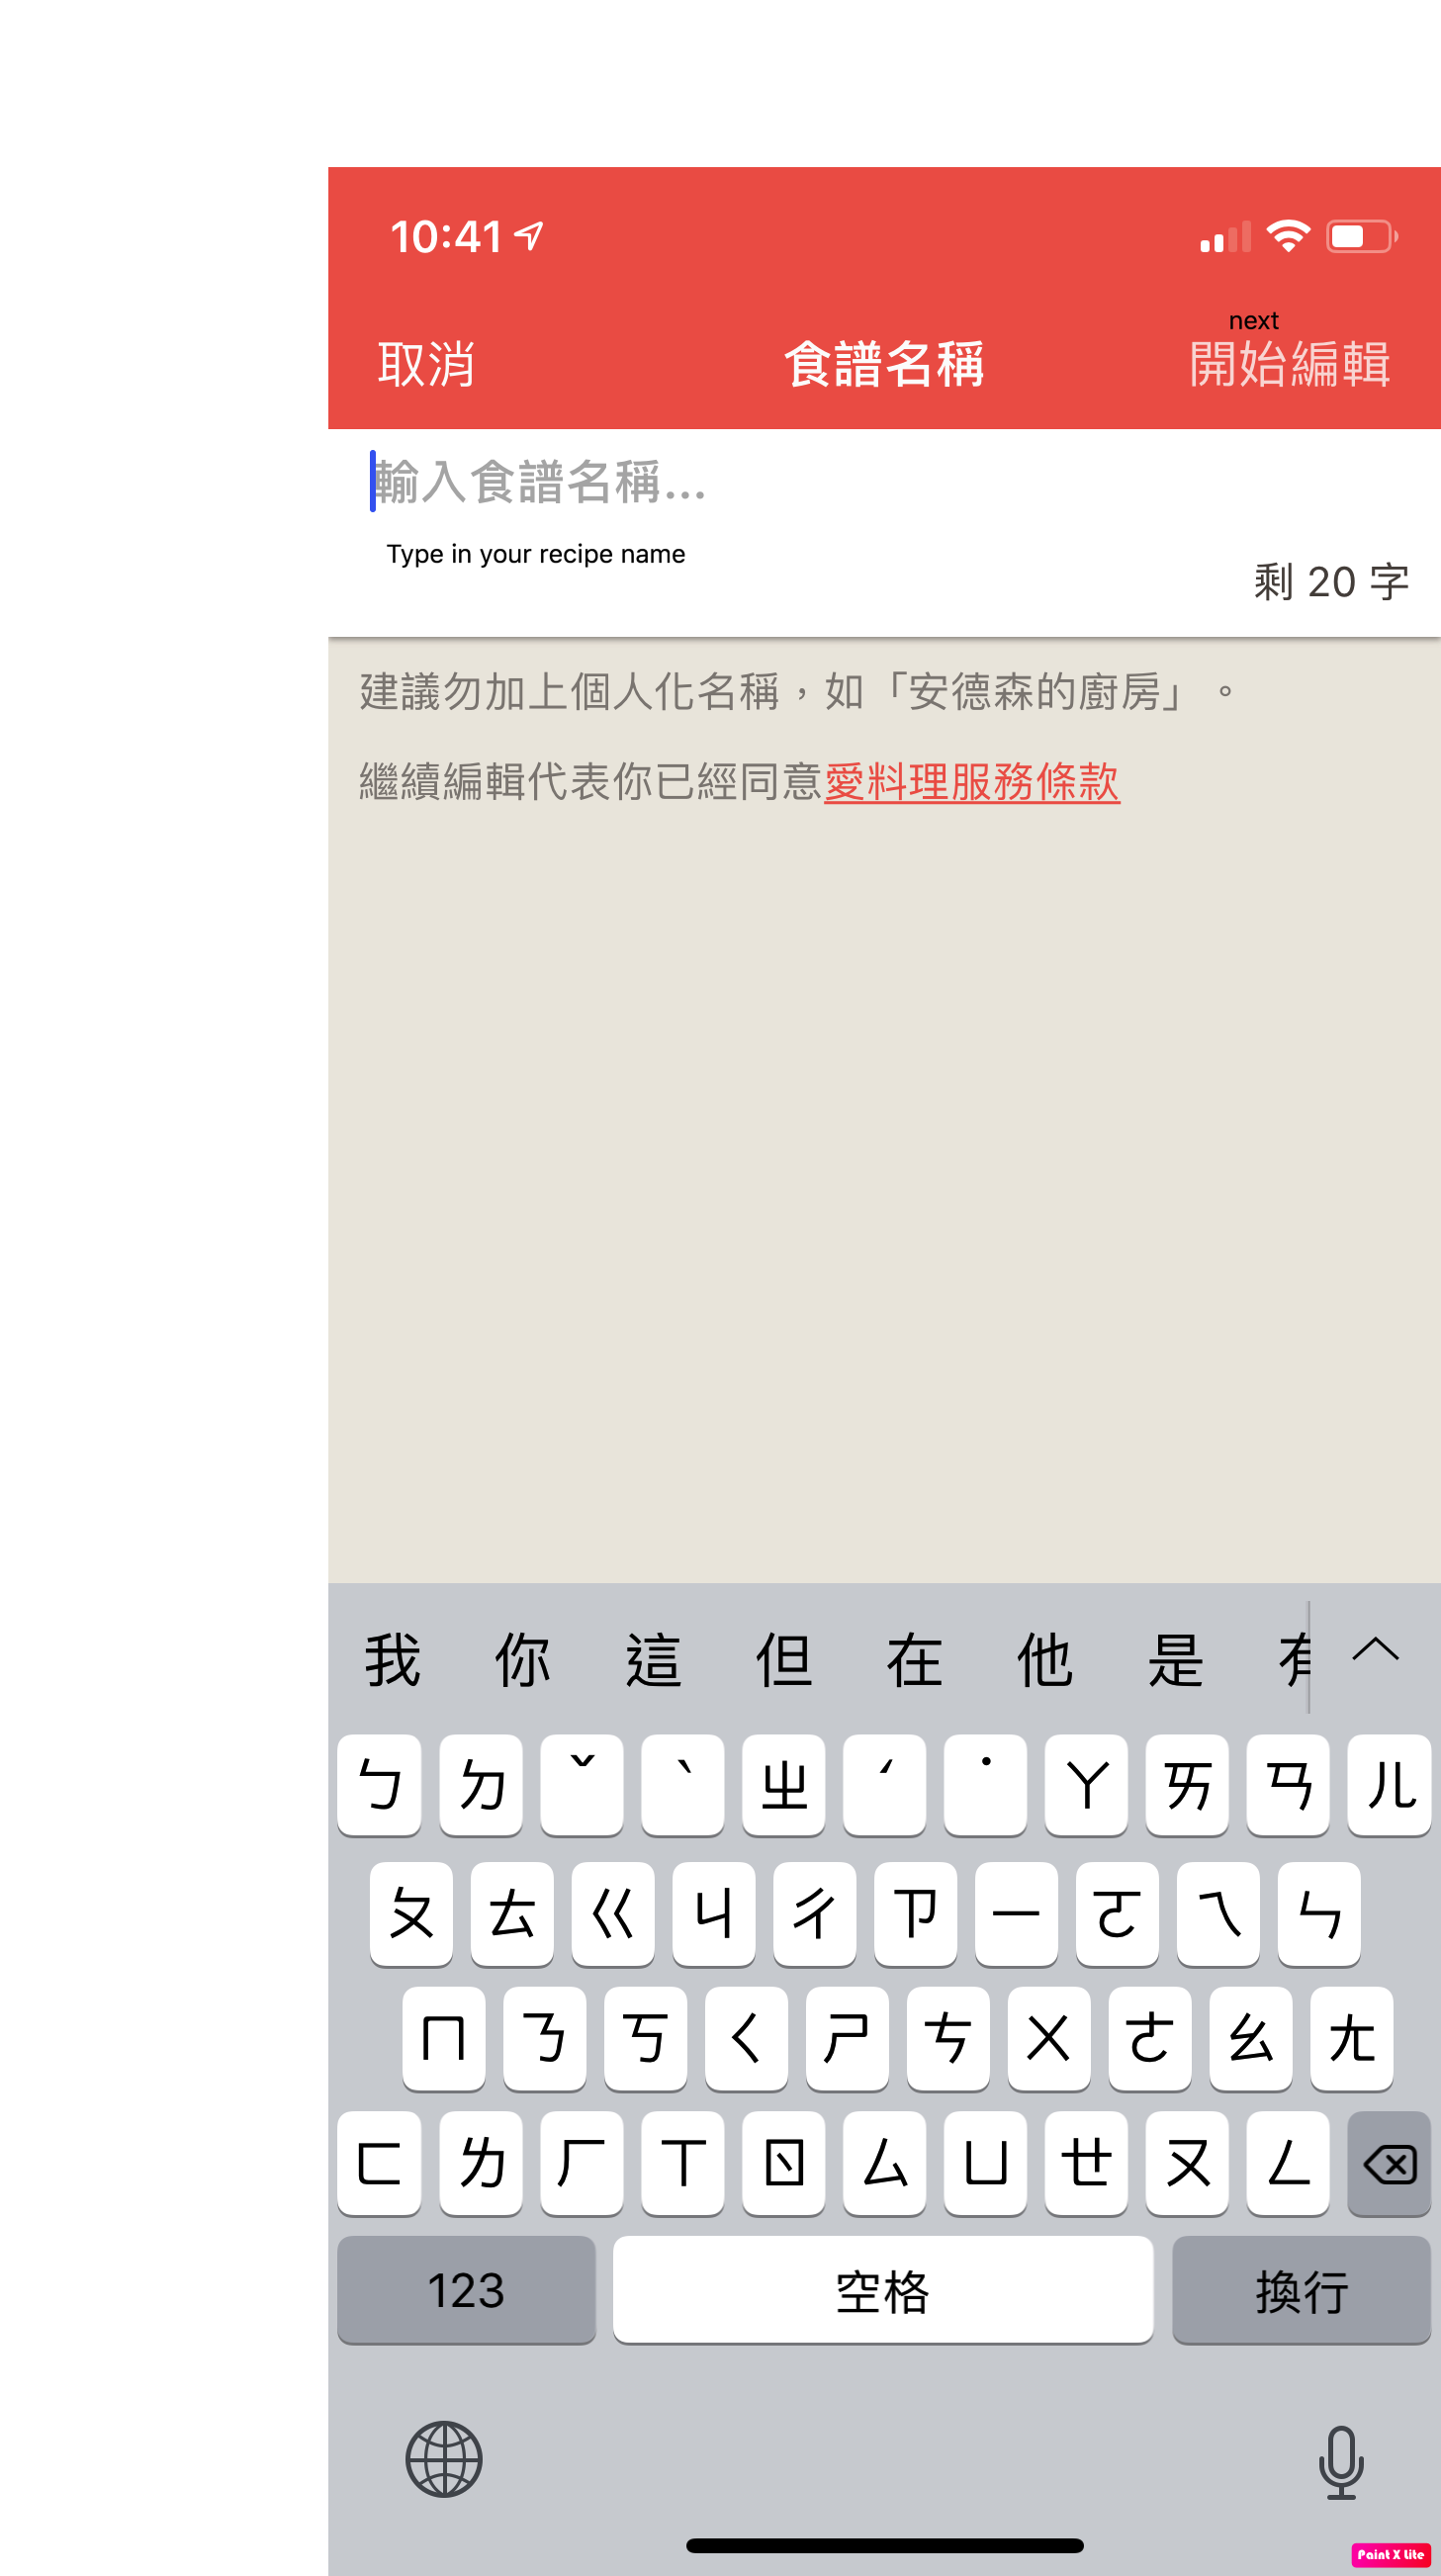 10:41
next
取消 食譜名稱 開始編輯
輸入食譜名稱...
Type in your recipe name
剩 20 字
建議勿加上個人化名稱，如「安德森的廚房」。
繼續編輯代表你已經同意愛料理服務條款
我 你 這 但 在 他 是
ㄅ ㄉ ˇ ˋ ㄓ ˊ ˙ ㄚ ㄞ ㄢ ㄦ
ㄆ ㄊ ㄍ ㄐ ㄔ ㄗ ㄧ ㄛ ㄟ ㄣ
ㄇ ㄋ ㄎ ㄑ ㄕ ㄘ ㄨ ㄜ ㄠ ㄤ
ㄈ ㄌ ㄏ ㄒ ㄖ ㄙ ㄩ ㄝ ㄡ ㄥ
123 空格 換行
Paint X Lite